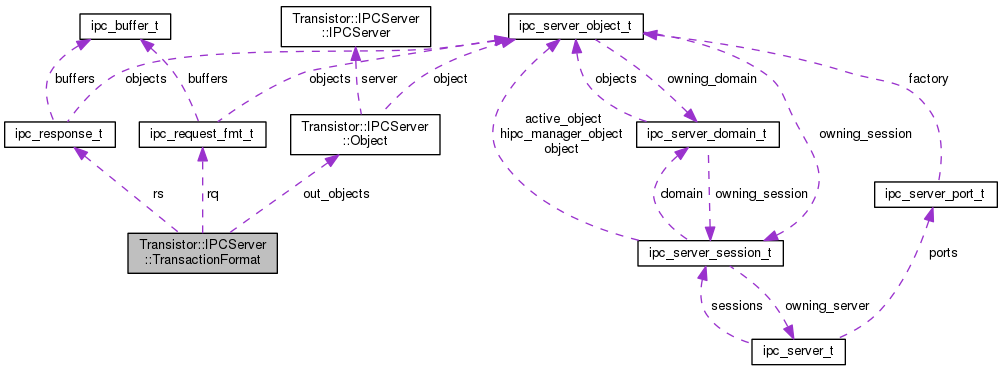 ipc_buffer_t
Transistor::IPCServer
::IPCServer
ipc_server_object_t
buffers
objects
buffers
objects
server
object
objects
owning_domain
factory
ipc_response_t
ipc_request_fmt_t
Transistor::IPCServer
::Object
active_object
hipc_manager_object
object
ipc_server_domain_t
owning_session
rs
rq
out_objects
domain
owning_session
ipc_server_port_t
Transistor::IPCServer
::TransactionFormat
ipc_server_session_t
ports
sessions
owning_server
ipc_server_t